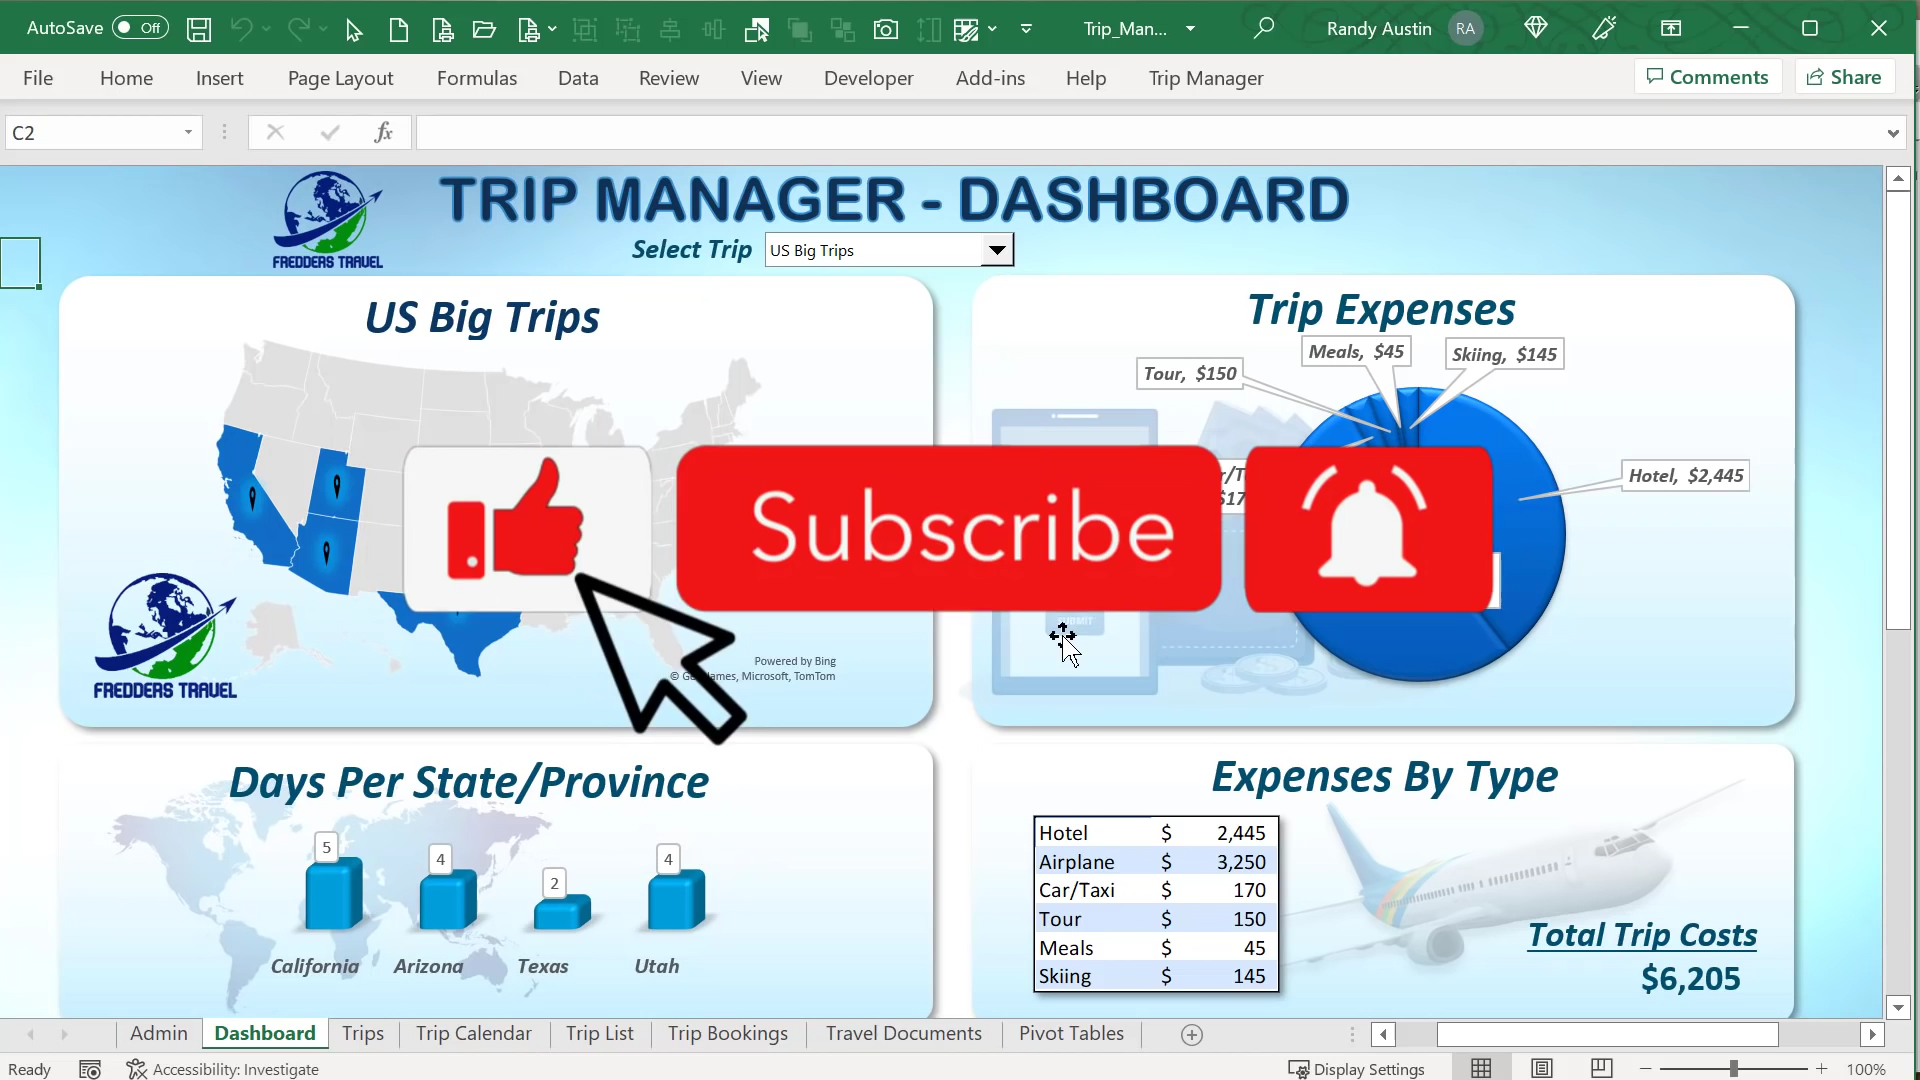 AutoSave Off Trip_Man... Randy Austin RA
File Home Insert Page Layout Formulas Data Review View Developer Add-ins Help Trip Manager Comments Share
C2 fx
TRIP MANAGER - DASHBOARD
FREDDERS TRAVEL
Select Trip US Big Trips
US Big Trips
Powered by Bing
FREDDERS TRAVEL
Trip Expenses
Meals, $45
Skiing, $145
Tour, $150
Hotel, $2,445
Subscribe
Days Per State/Province
5
4
2
4
California Arizona Texas Utah
Expenses By Type
Hotel $ 2,445
Airplane $ 3,250
Car/Taxi $ 170
Tour $ 150
Meals $ 45
Skiing $ 145
Total Trip Costs
$6,205
Admin Dashboard Trips Trip Calendar Trip List Trip Bookings Travel Documents Pivot Tables
Ready Accessibility: Investigate Display Settings 100%